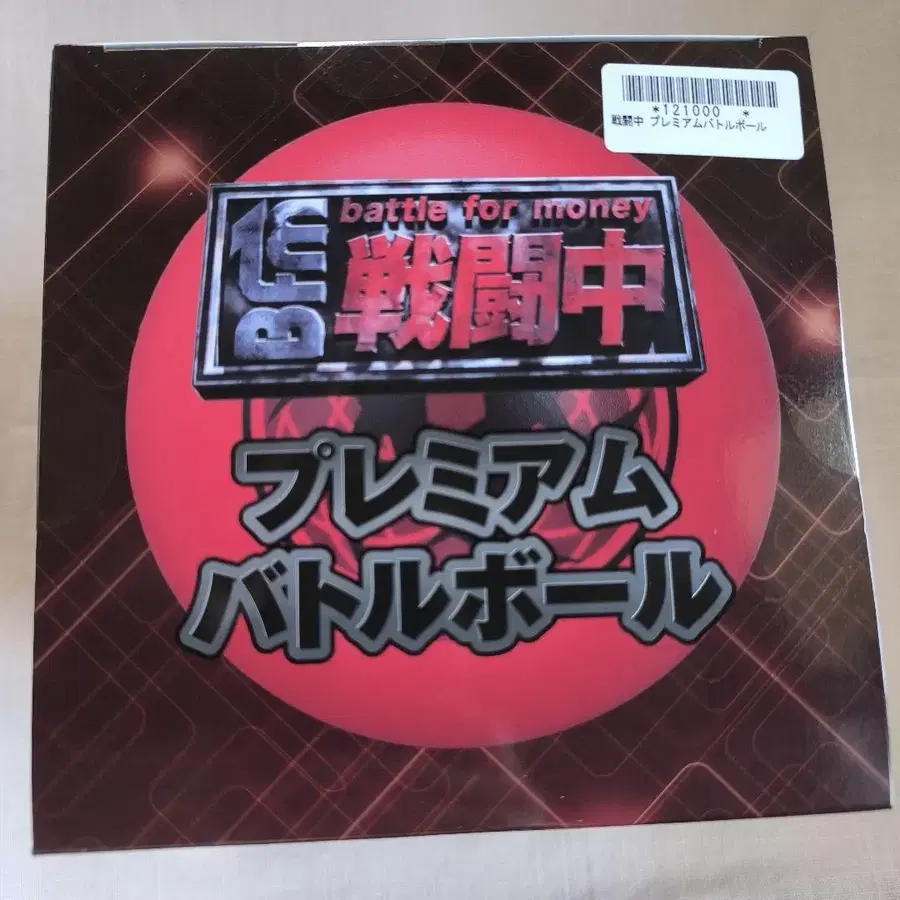 *121000 *
戦闘中 プレミアムバトルボール
Bfm
battle for money
戦闘中
プレミアム
バトルボール